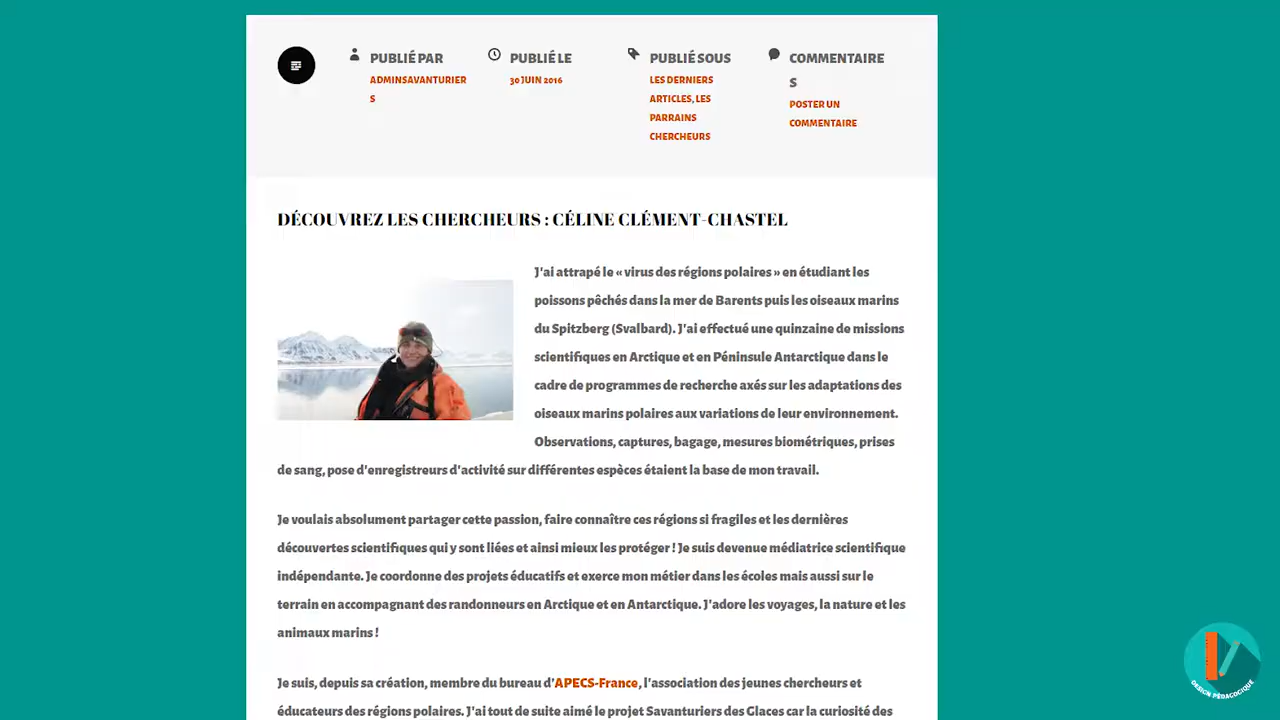 PUBLIÉ PAR
ADMINSAVANTURIER
S
PUBLIÉ LE
30 JUIN 2016
PUBLIÉ SOUS
LES DERNIERS
ARTICLES, LES
PARRAINS
CHERCHEURS
COMMENTAIRE
S
POSTER UN
COMMENTAIRE
DÉCOUVREZ LES CHERCHEURS : CÉLINE CLÉMENT-CHASTEL
J'ai attrapé le « virus des régions polaires » en étudiant les
poissons pêchés dans la mer de Barents puis les oiseaux marins
du Spitzberg (Svalbard). J'ai effectué une quinzaine de missions
scientifiques en Arctique et en Péninsule Antarctique dans le
cadre de programmes de recherche axés sur les adaptations des
oiseaux marins polaires aux variations de leur environnement.
Observations, captures, bagage, mesures biométriques, prises
de sang, pose d'enregistreurs d'activité sur différentes espèces étaient la base de mon travail.
Je voulais absolument partager cette passion, faire connaître ces régions si fragiles et les dernières
découvertes scientifiques qui y sont liées et ainsi mieux les protéger ! Je suis devenue médiatrice scientifique
indépendante. Je coordonne des projets éducatifs et exerce mon métier dans les écoles mais aussi sur le
terrain en accompagnant des randonneurs en Arctique et en Antarctique. J'adore les voyages, la nature et les
animaux marins !
Je suis, depuis sa création, membre du bureau d'APECS-France, l'association des jeunes chercheurs et
éducateurs des régions polaires. J'ai tout de suite aimé le projet Savanturiers des Glaces car la curiosité des
DESIGN PÉDAGOGIQUE